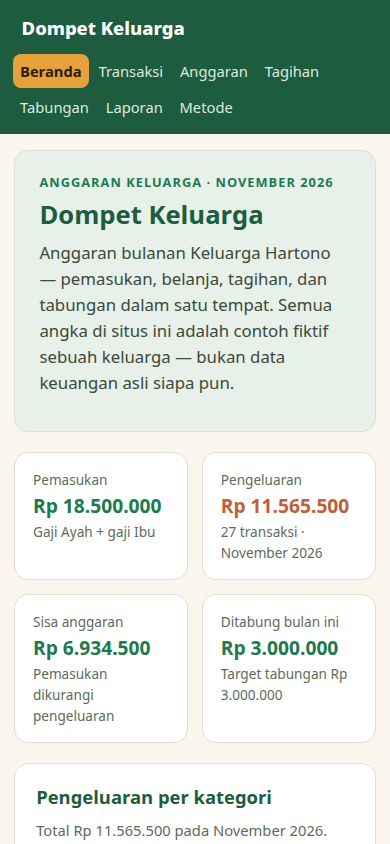 Dompet Keluarga
Beranda Transaksi Anggaran Tagihan
Tabungan Laporan Metode
ANGGARAN KELUARGA · NOVEMBER 2026
Dompet Keluarga
Anggaran bulanan Keluarga Hartono
— pemasukan, belanja, tagihan, dan
tabungan dalam satu tempat. Semua
angka di situs ini adalah contoh fiktif
sebuah keluarga — bukan data
keuangan asli siapa pun.
Pemasukan
Rp 18.500.000
Gaji Ayah + gaji Ibu
Pengeluaran
Rp 11.565.500
27 transaksi ·
November 2026
Sisa anggaran
Rp 6.934.500
Pemasukan
dikurangi
pengeluaran
Ditabung bulan ini
Rp 3.000.000
Target tabungan Rp
3.000.000
Pengeluaran per kategori
Total Rp 11.565.500 pada November 2026.